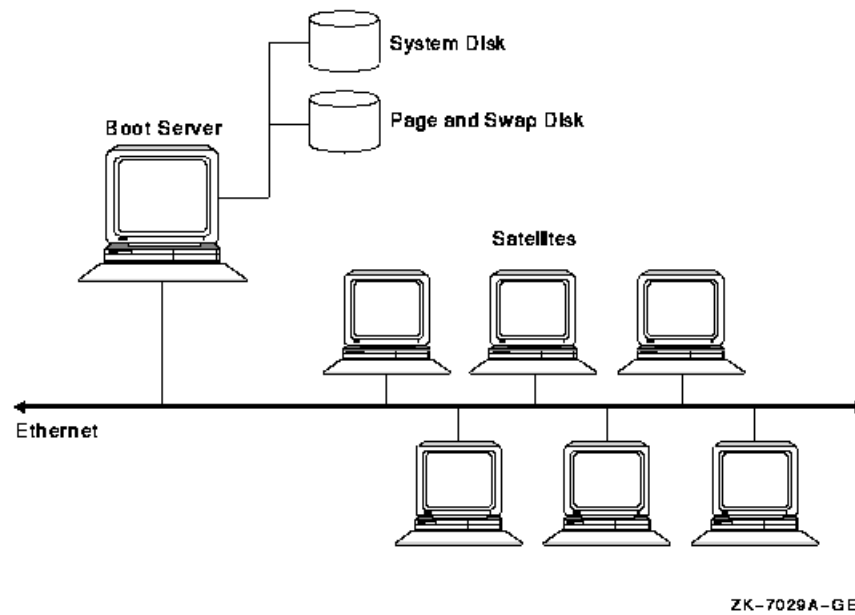 System Disk
Page and Swap Disk
Boot Server
Satellites
Ethernet
ZK-7029A-GE